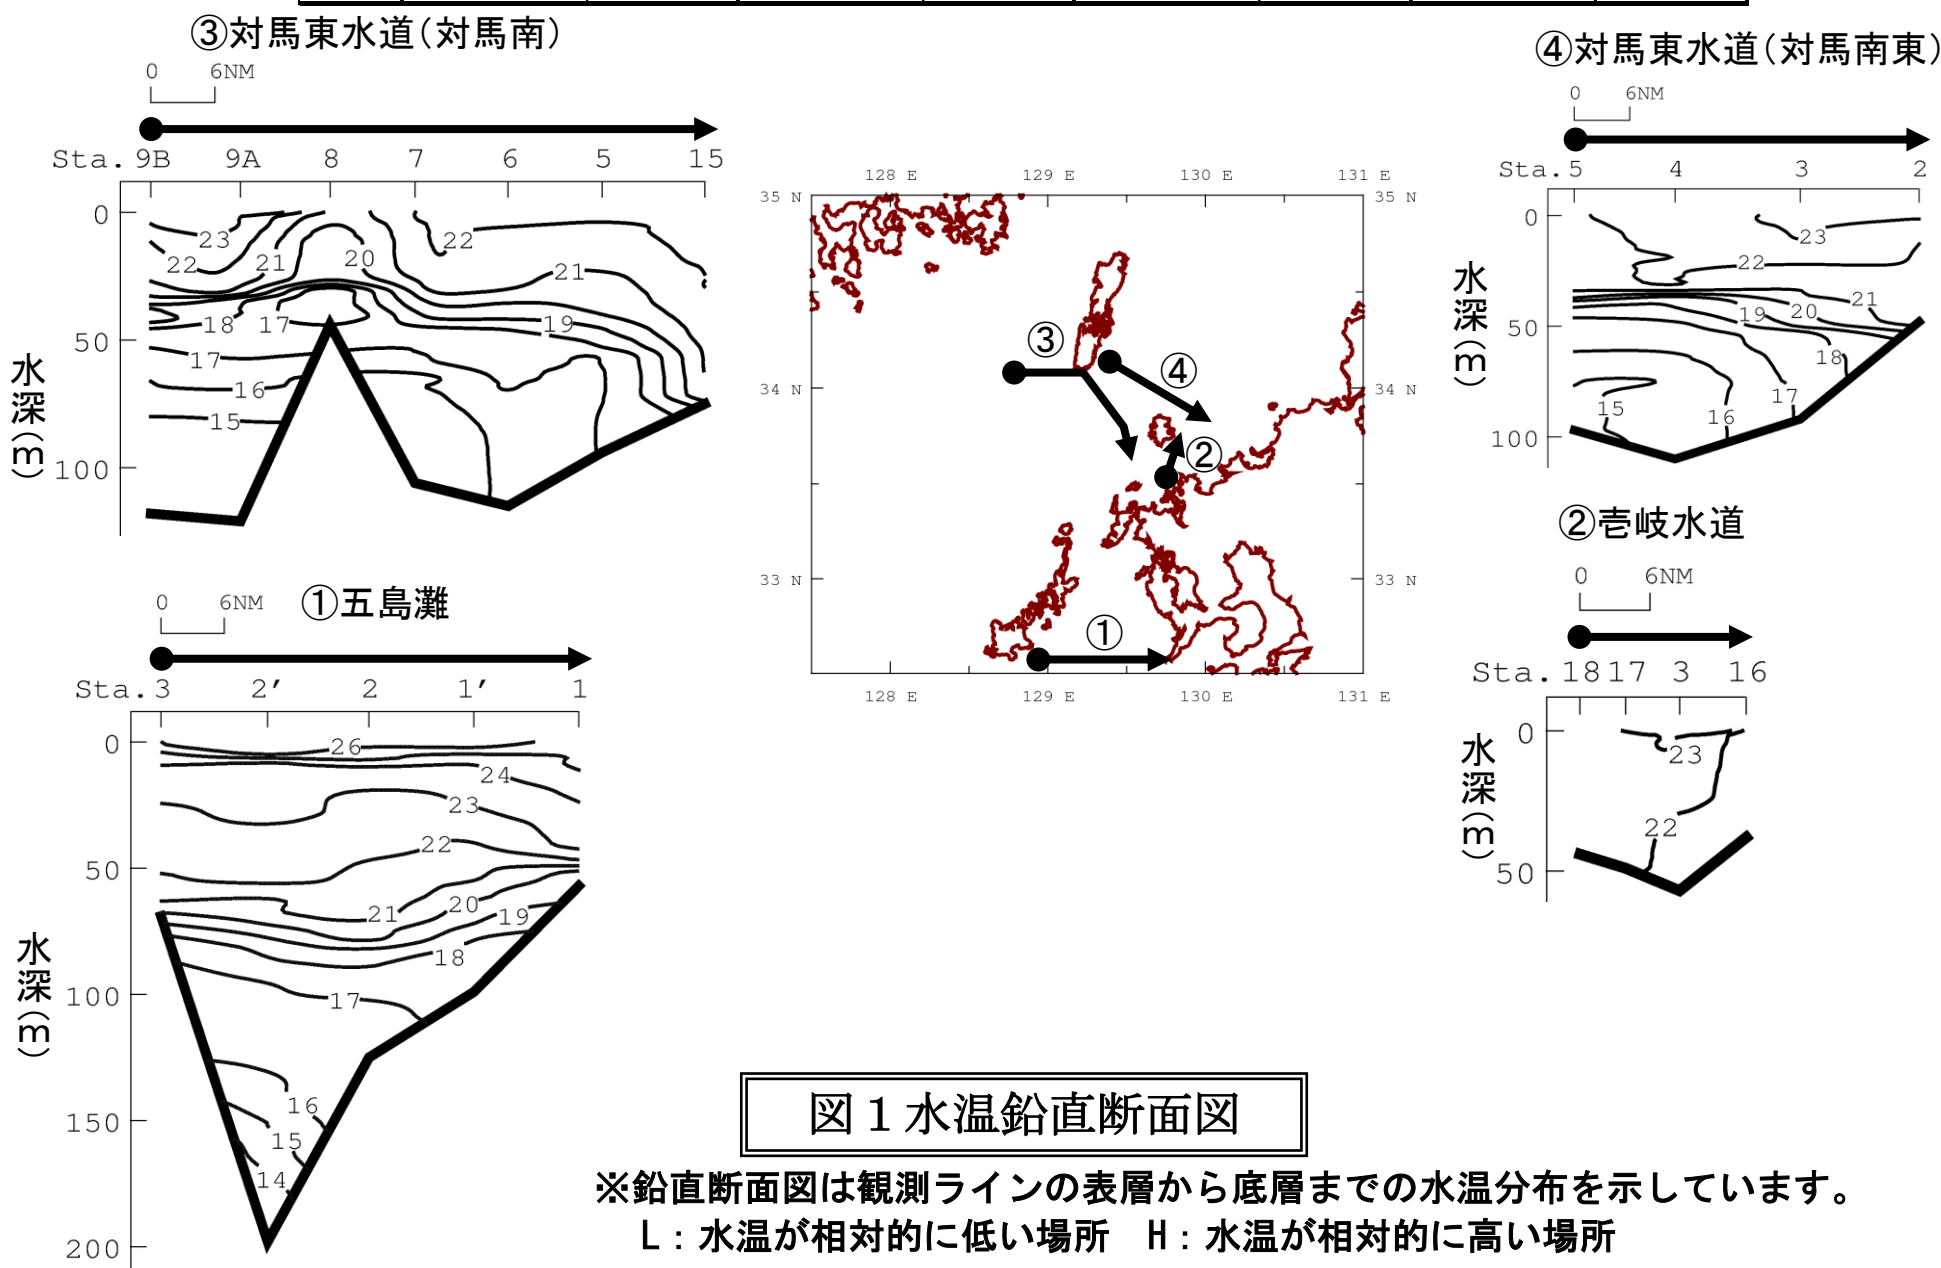 ③対馬東水道(対馬南)
0 6NM
Sta. 9B 9A 8 7 6 5 15
0
50
100
水深(m)
23
22
21
20
22
21
18
17
19
17
16
15
128 E 129 E 130 E 131 E
35 N 35 N
34 N 34 N
33 N 33 N
128 E 129 E 130 E 131 E
③
④
②
①
④対馬東水道(対馬南東)
0 6NM
Sta. 5 4 3 2
0
50
100
水深(m)
23
22
21
20
19
18
17
16
15
②壱岐水道
0 6NM
Sta. 18 17 3 16
0
50
水深(m)
23
22
①五島灘
0 6NM
Sta. 3 2′ 2 1′ 1
0
50
100
150
200
水深(m)
26
24
23
22
21
20
19
18
17
16
15
14
図1水温鉛直断面図
※鉛直断面図は観測ラインの表層から底層までの水温分布を示しています。
L:水温が相対的に低い場所 H:水温が相対的に高い場所